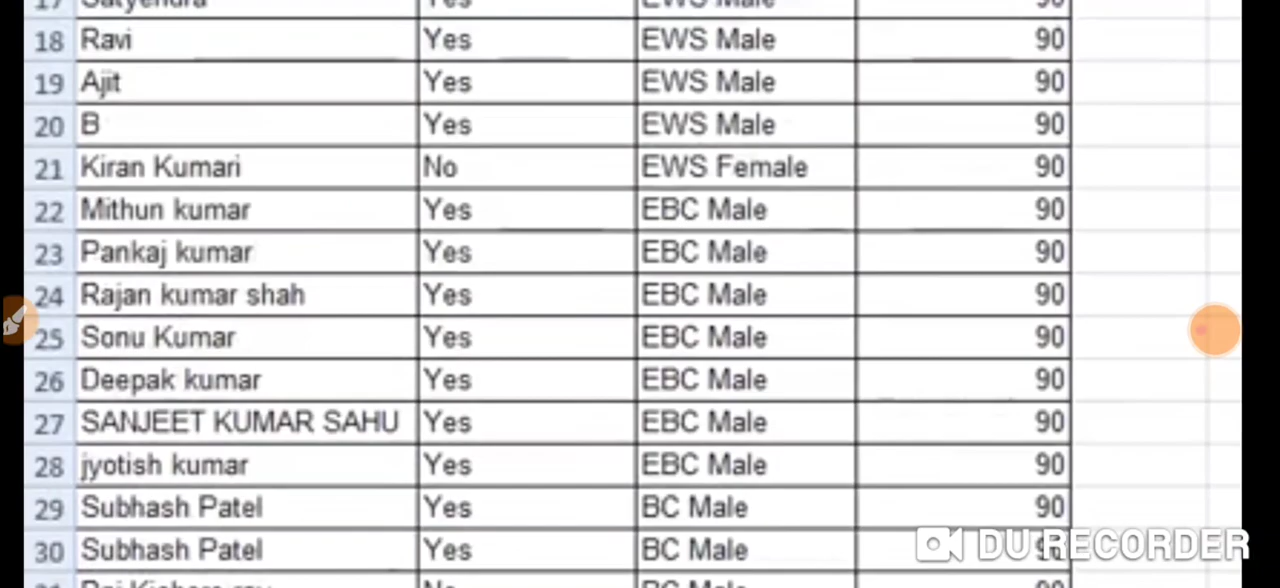 17 Satyendra Yes EWS Male 90
18 Ravi Yes EWS Male 90
19 Ajit Yes EWS Male 90
20 B Yes EWS Male 90
21 Kiran Kumari No EWS Female 90
22 Mithun kumar Yes EBC Male 90
23 Pankaj kumar Yes EBC Male 90
24 Rajan kumar shah Yes EBC Male 90
25 Sonu Kumar Yes EBC Male 90
26 Deepak kumar Yes EBC Male 90
27 SANJEET KUMAR SAHU Yes EBC Male 90
28 jyotish kumar Yes EBC Male 90
29 Subhash Patel Yes BC Male 90
30 Subhash Patel Yes BC Male 90
DU RECORDER
No BC Male